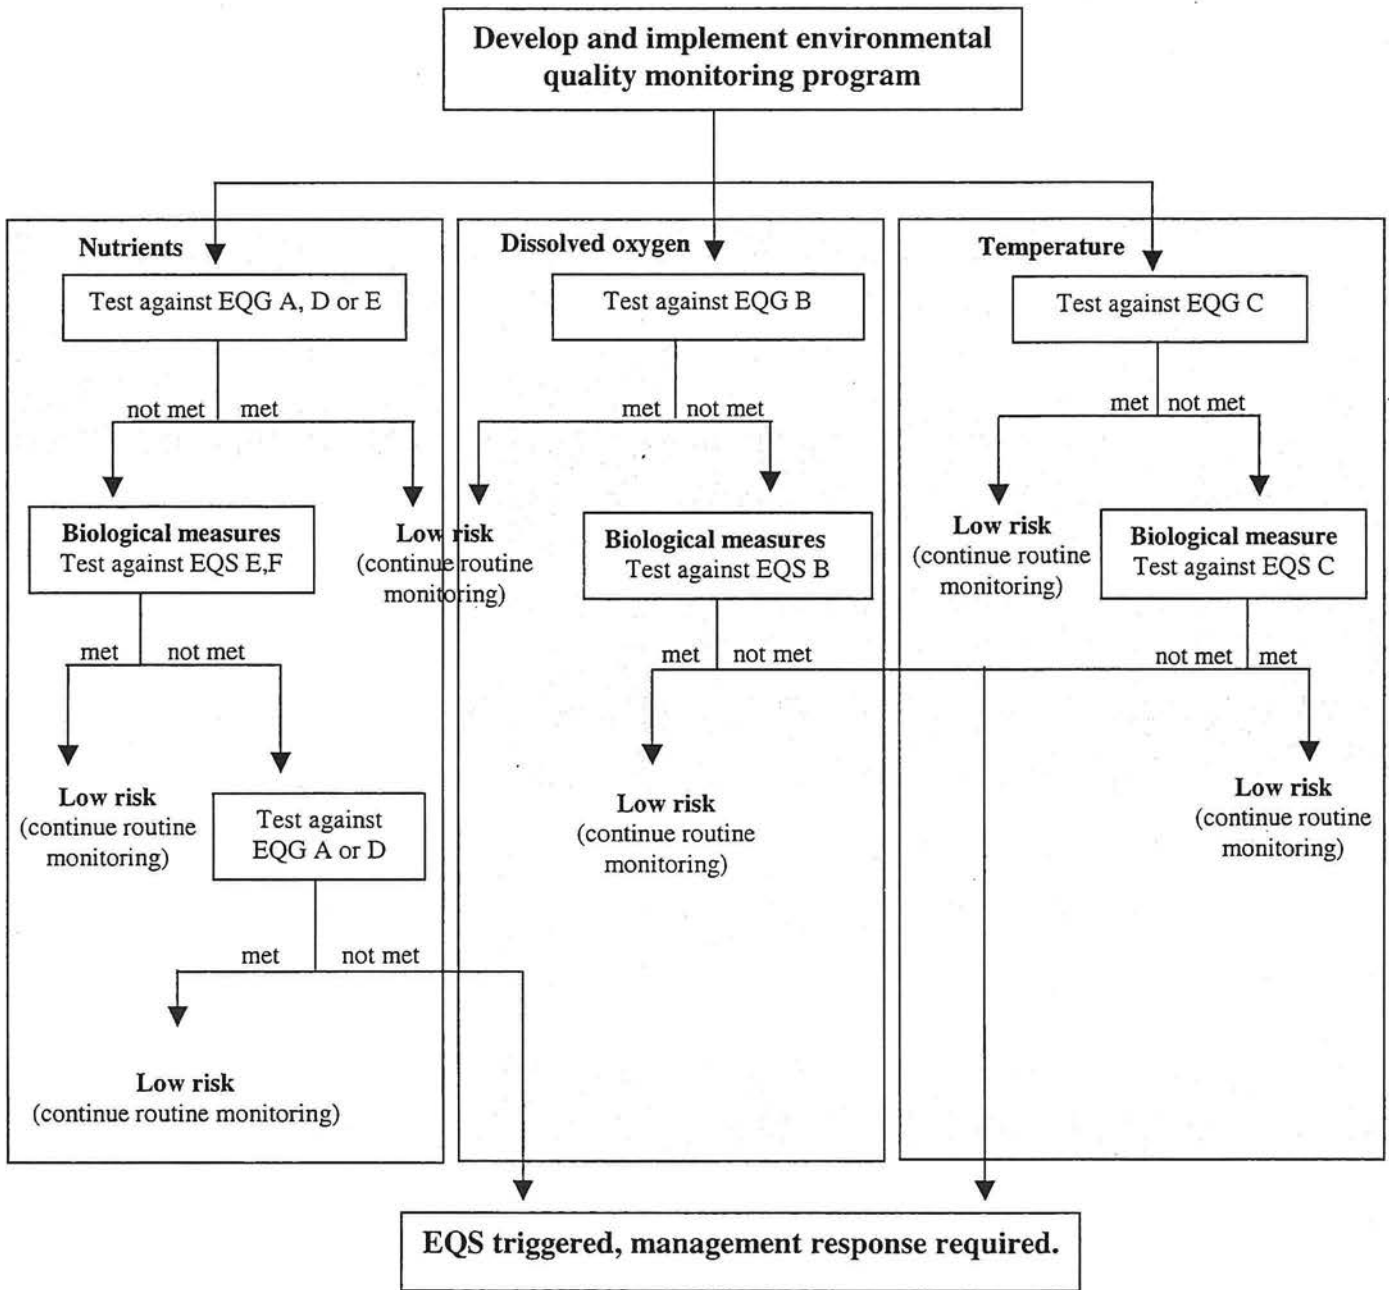 Develop and implement environmental
quality monitoring program
Nutrients
Test against EQG A, D or E
not met
met
Biological measures
Test against EQS E,F
Low risk
(continue routine
monitoring)
met
not met
Low risk
(continue routine
monitoring)
Test against
EQG A or D
met
not met
Low risk
(continue routine monitoring)
Dissolved oxygen
Test against EQG B
met
not met
Biological measures
Test against EQS B
met
not met
Low risk
(continue routine
monitoring)
Temperature
Test against EQG C
met
not met
Low risk
(continue routine
monitoring)
Biological measure
Test against EQS C
not met
met
Low risk
(continue routine
monitoring)
EQS triggered, management response required.